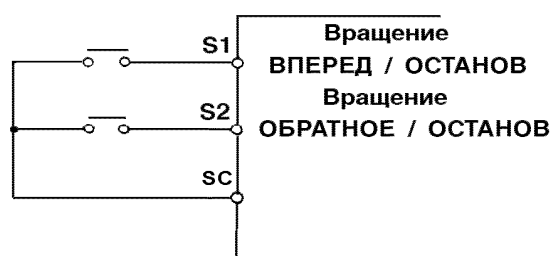 S1
Вращение
ВПЕРЕД / ОСТАНОВ
S2
Вращение
ОБРАТНОЕ / ОСТАНОВ
SC